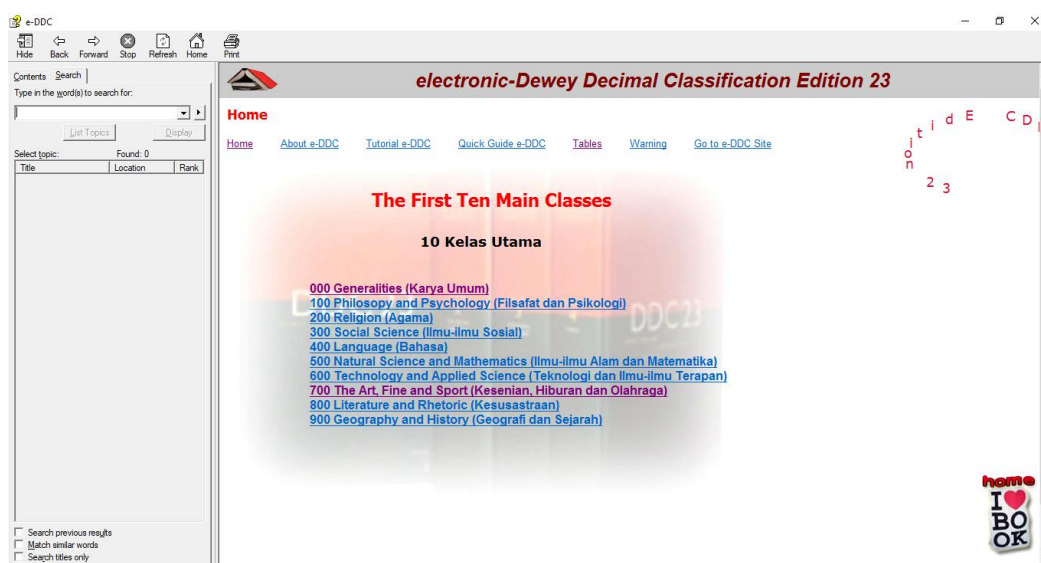 e-DDC
Hide Back Forward Stop Refresh Home Print
Contents Search
Type in the word(s) to search for:
List Topics Display
Select topic: Found: 0
Title Location Rank
Search previous results
Match similar words
Search titles only
electronic-Dewey Decimal Classification Edition 23
Home
Home About e-DDC Tutorial e-DDC Quick Guide e-DDC Tables Warning Go to e-DDC Site
n o i t i d E C D
2 3
The First Ten Main Classes
10 Kelas Utama
000 Generalities (Karya Umum)
100 Philosopy and Psychology (Filsafat dan Psikologi)
200 Religion (Agama)
300 Social Science (Ilmu-ilmu Sosial)
400 Language (Bahasa)
500 Natural Science and Mathematics (Ilmu-ilmu Alam dan Matematika)
600 Technology and Applied Science (Teknologi dan Ilmu-ilmu Terapan)
700 The Art, Fine and Sport (Kesenian, Hiburan dan Olahraga)
800 Literature and Rhetoric (Kesusastraan)
900 Geography and History (Geografi dan Sejarah)
DDC23
home
I
BO
OK